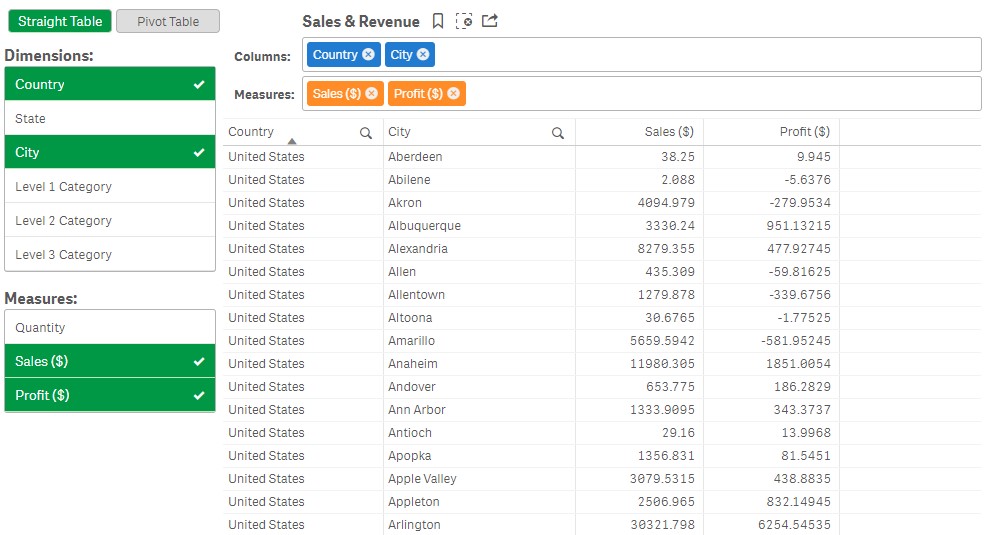 Straight Table Pivot Table
Sales & Revenue
Dimensions:
Country
State
City
Level 1 Category
Level 2 Category
Level 3 Category
Measures:
Quantity
Sales ($)
Profit ($)
Columns: Country City
Measures: Sales ($) Profit ($)
Country City Sales ($) Profit ($)
United States Aberdeen 38.25 9.945
United States Abilene 2.088 -5.6376
United States Akron 4094.979 -279.9534
United States Albuquerque 3330.24 951.13215
United States Alexandria 8279.355 477.92745
United States Allen 435.309 -59.81625
United States Allentown 1279.878 -339.6756
United States Altoona 30.6765 -1.77525
United States Amarillo 5659.5942 -581.95245
United States Anaheim 11980.305 1851.0054
United States Andover 653.775 186.2829
United States Ann Arbor 1333.9095 343.3737
United States Antioch 29.16 13.9968
United States Apopka 1356.831 81.5451
United States Apple Valley 3079.5315 438.8835
United States Appleton 2506.965 832.14945
United States Arlington 30321.798 6254.54535